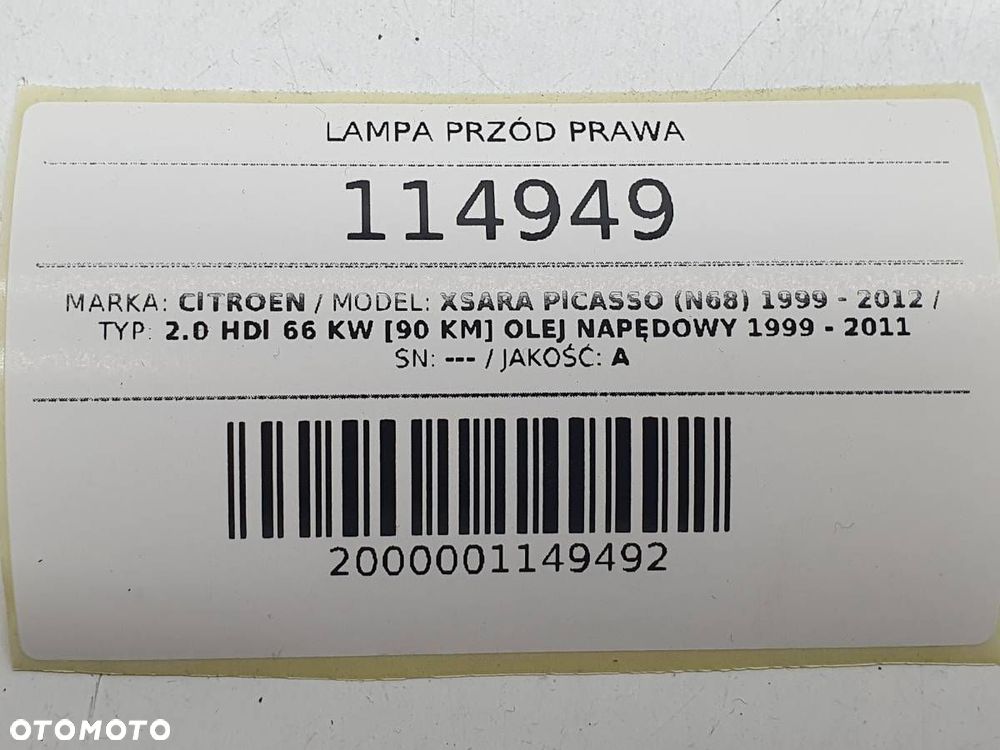 LAMPA PRZÓD PRAWA
114949
MARKA: CITROEN / MODEL: XSARA PICASSO (N68) 1999 - 2012 /
TYP: 2.0 HDI 66 KW [90 KM] OLEJ NAPĘDOWY 1999 - 2011
SN: --- / JAKOŚĆ: A
2000001149492
OTOMOTO